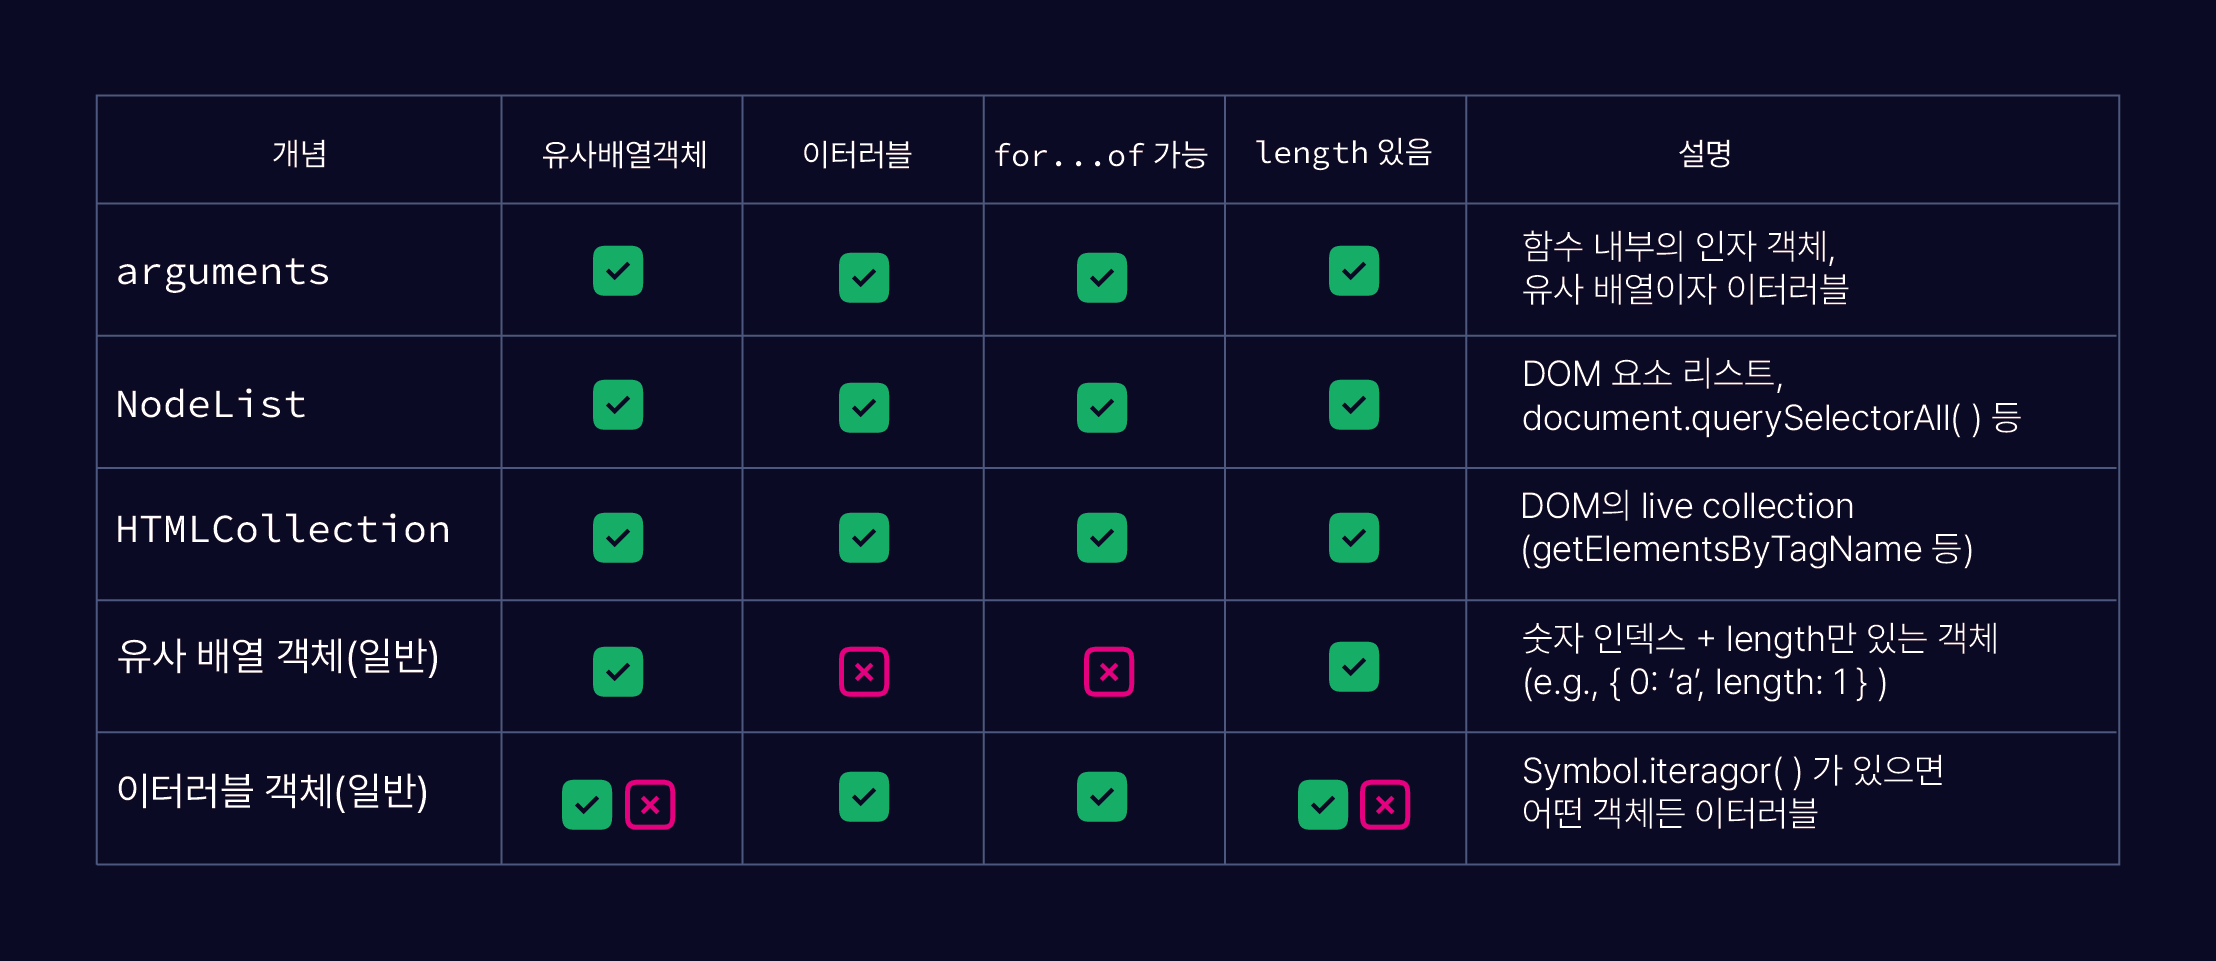 개념 유사배열객체 이터러블 for...of 가능 length 있음 설명
arguments
함수 내부의 인자 객체,
유사 배열이자 이터러블
NodeList
DOM 요소 리스트,
document.querySelectorAll( ) 등
HTMLCollection
DOM의 live collection
(getElementsByTagName 등)
유사 배열 객체(일반)
숫자 인덱스 + length만 있는 객체
(e.g., { 0: ‘a’, length: 1 } )
이터러블 객체(일반)
Symbol.iteragor( ) 가 있으면
어떤 객체든 이터러블